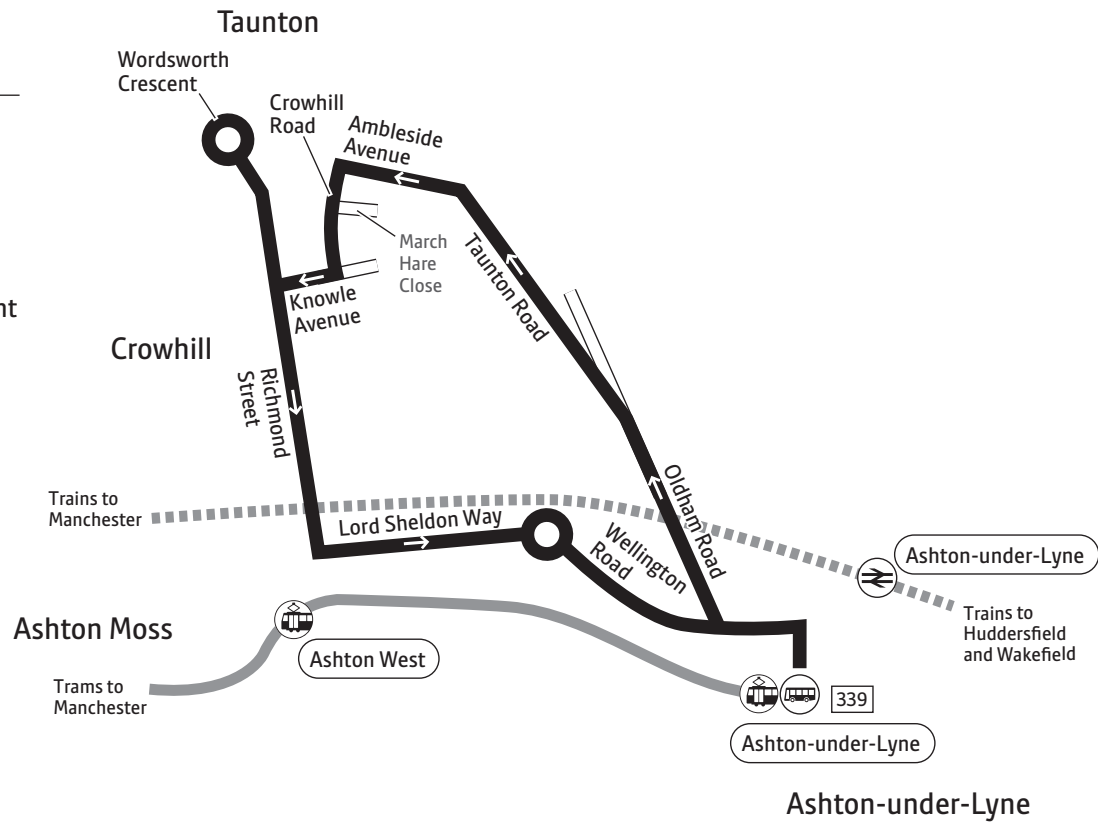 Taunton
Wordsworth
Crescent
Crowhill
Road
Ambleside
Avenue
March
Hare
Close
Taunton Road
Knowle
Avenue
nt
Crowhill
Richmond
Street
Oldham Road
Trains to
Manchester
Lord Sheldon Way
Wellington
Road
Ashton-under-Lyne
Trains to
Huddersfield
and Wakefield
Ashton Moss
Ashton West
Trams to
Manchester
339
Ashton-under-Lyne
Ashton-under-Lyne